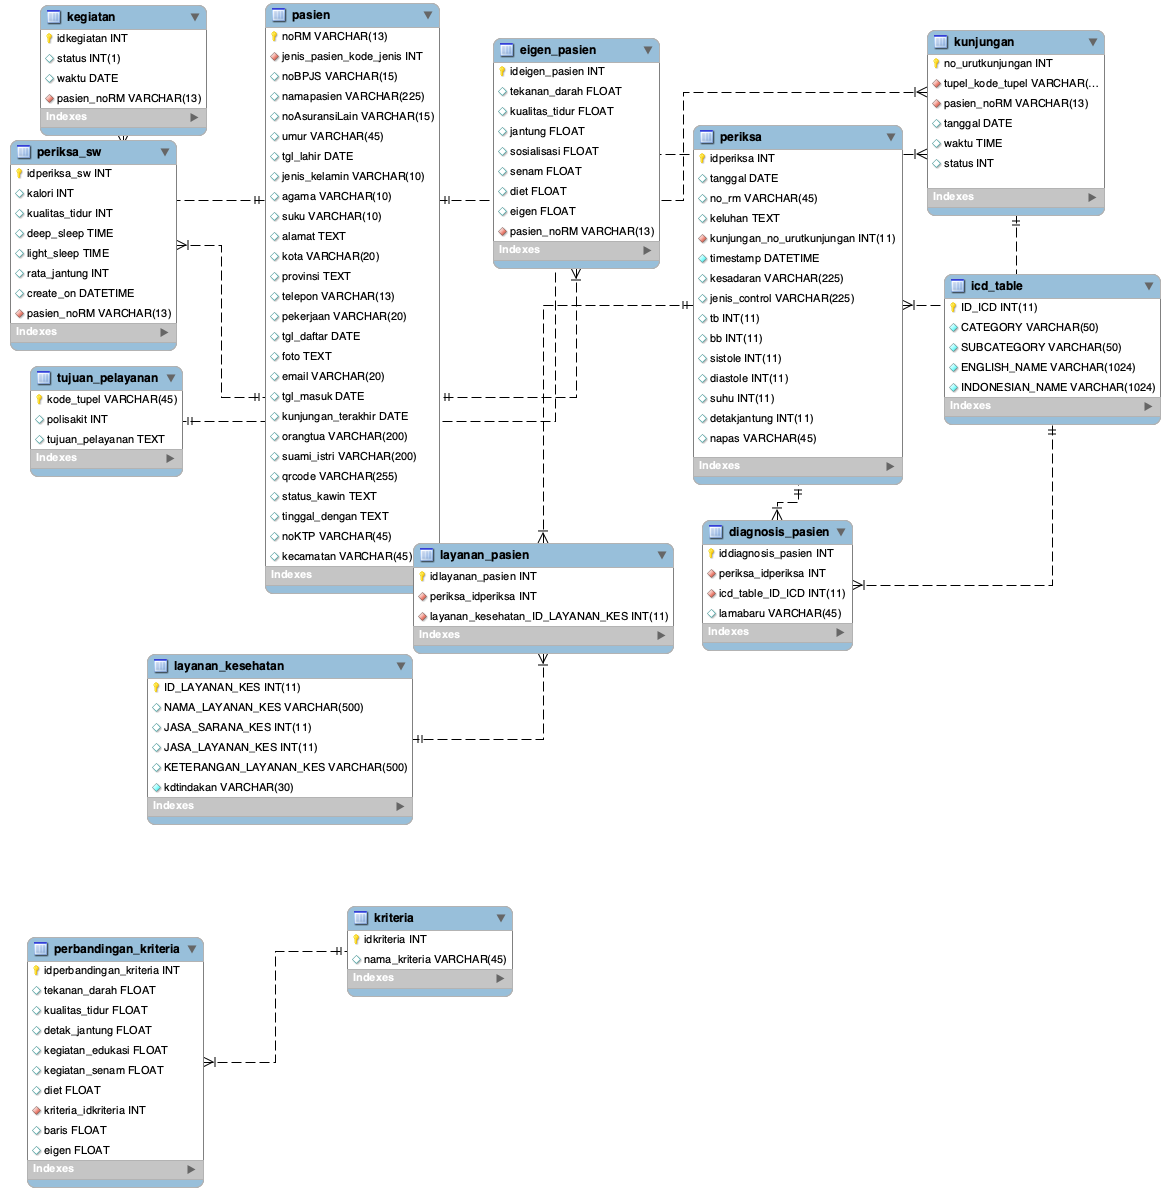 kegiatan
idkegiatan INT
status INT(1)
waktu DATE
pasien_noRM VARCHAR(13)
Indexes
periksa_sw
idperiksa_sw INT
kalori INT
kualitas_tidur INT
deep_sleep TIME
light_sleep TIME
rata_jantung INT
create_on DATETIME
pasien_noRM VARCHAR(13)
Indexes
tujuan_pelayanan
kode_tupel VARCHAR(45)
polisakit INT
tujuan_pelayanan TEXT
Indexes
pasien
noRM VARCHAR(13)
jenis_pasien_kode_jenis INT
noBPJS VARCHAR(15)
namapasien VARCHAR(225)
noAsuransiLain VARCHAR(15)
umur VARCHAR(45)
tgl_lahir DATE
jenis_kelamin VARCHAR(10)
agama VARCHAR(10)
suku VARCHAR(10)
alamat TEXT
kota VARCHAR(20)
provinsi TEXT
telepon VARCHAR(13)
pekerjaan VARCHAR(20)
tgl_daftar DATE
foto TEXT
email VARCHAR(20)
tgl_masuk DATE
kunjungan_terakhir DATE
orangtua VARCHAR(200)
suami_istri VARCHAR(200)
qrcode VARCHAR(255)
status_kawin TEXT
tinggal_dengan TEXT
noKTP VARCHAR(45)
kecamatan VARCHAR(45)
Indexes
eigen_pasien
ideigen_pasien INT
tekanan_darah FLOAT
kualitas_tidur FLOAT
jantung FLOAT
sosialisasi FLOAT
senam FLOAT
diet FLOAT
eigen FLOAT
pasien_noRM VARCHAR(13)
Indexes
periksa
idperiksa INT
tanggal DATE
no_rm VARCHAR(45)
keluhan TEXT
kunjungan_no_urutkunjungan INT(11)
timestamp DATETIME
kesadaran VARCHAR(225)
jenis_control VARCHAR(225)
tb INT(11)
bb INT(11)
sistole INT(11)
diastole INT(11)
suhu INT(11)
detakjantung INT(11)
napas VARCHAR(45)
Indexes
kunjungan
no_urutkunjungan INT
tupel_kode_tupel VARCHAR(...
pasien_noRM VARCHAR(13)
tanggal DATE
waktu TIME
status INT
Indexes
icd_table
ID_ICD INT(11)
CATEGORY VARCHAR(50)
SUBCATEGORY VARCHAR(50)
ENGLISH_NAME VARCHAR(1024)
INDONESIAN_NAME VARCHAR(1024)
Indexes
diagnosis_pasien
iddiagnosis_pasien INT
periksa_idperiksa INT
icd_table_ID_ICD INT(11)
lamabaru VARCHAR(45)
Indexes
layanan_pasien
idlayanan_pasien INT
periksa_idperiksa INT
layanan_kesehatan_ID_LAYANAN_KES INT(11)
Indexes
layanan_kesehatan
ID_LAYANAN_KES INT(11)
NAMA_LAYANAN_KES VARCHAR(500)
JASA_SARANA_KES INT(11)
JASA_LAYANAN_KES INT(11)
KETERANGAN_LAYANAN_KES VARCHAR(500)
kdtindakan VARCHAR(30)
Indexes
kriteria
idkriteria INT
nama_kriteria VARCHAR(45)
Indexes
perbandingan_kriteria
idperbandingan_kriteria INT
tekanan_darah FLOAT
kualitas_tidur FLOAT
detak_jantung FLOAT
kegiatan_edukasi FLOAT
kegiatan_senam FLOAT
diet FLOAT
kriteria_idkriteria INT
baris FLOAT
eigen FLOAT
Indexes